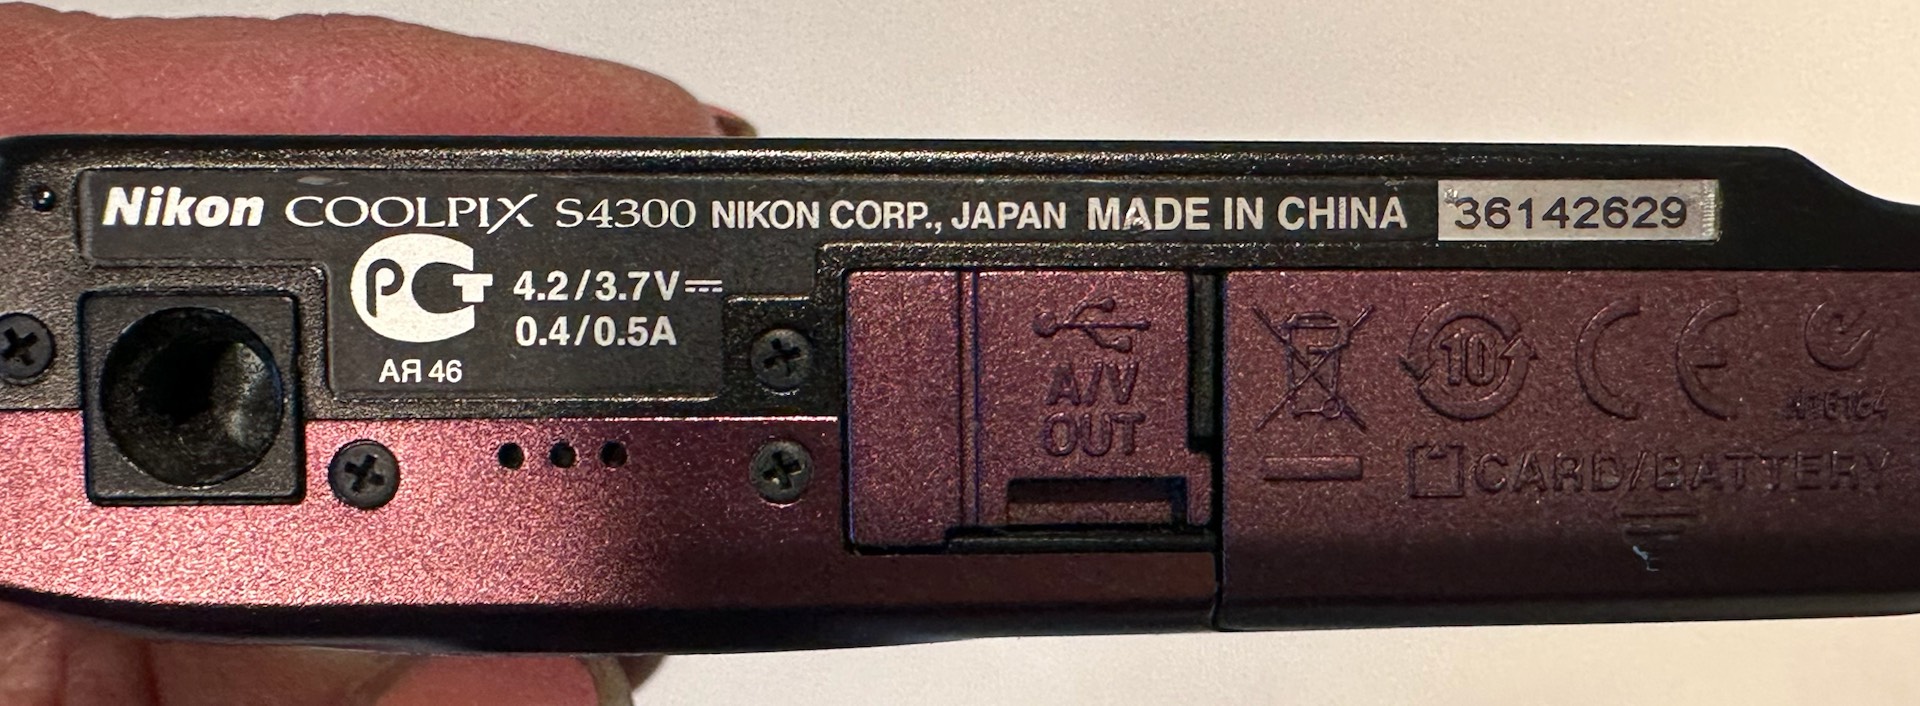 Nikon COOLPIX S4300 NIKON CORP., JAPAN MADE IN CHINA 36142629
PCT 4.2/3.7V⎓
0.4/0.5A
АЯ 46
A/V
OUT
10 CE
N28164
CARD/BATTERY